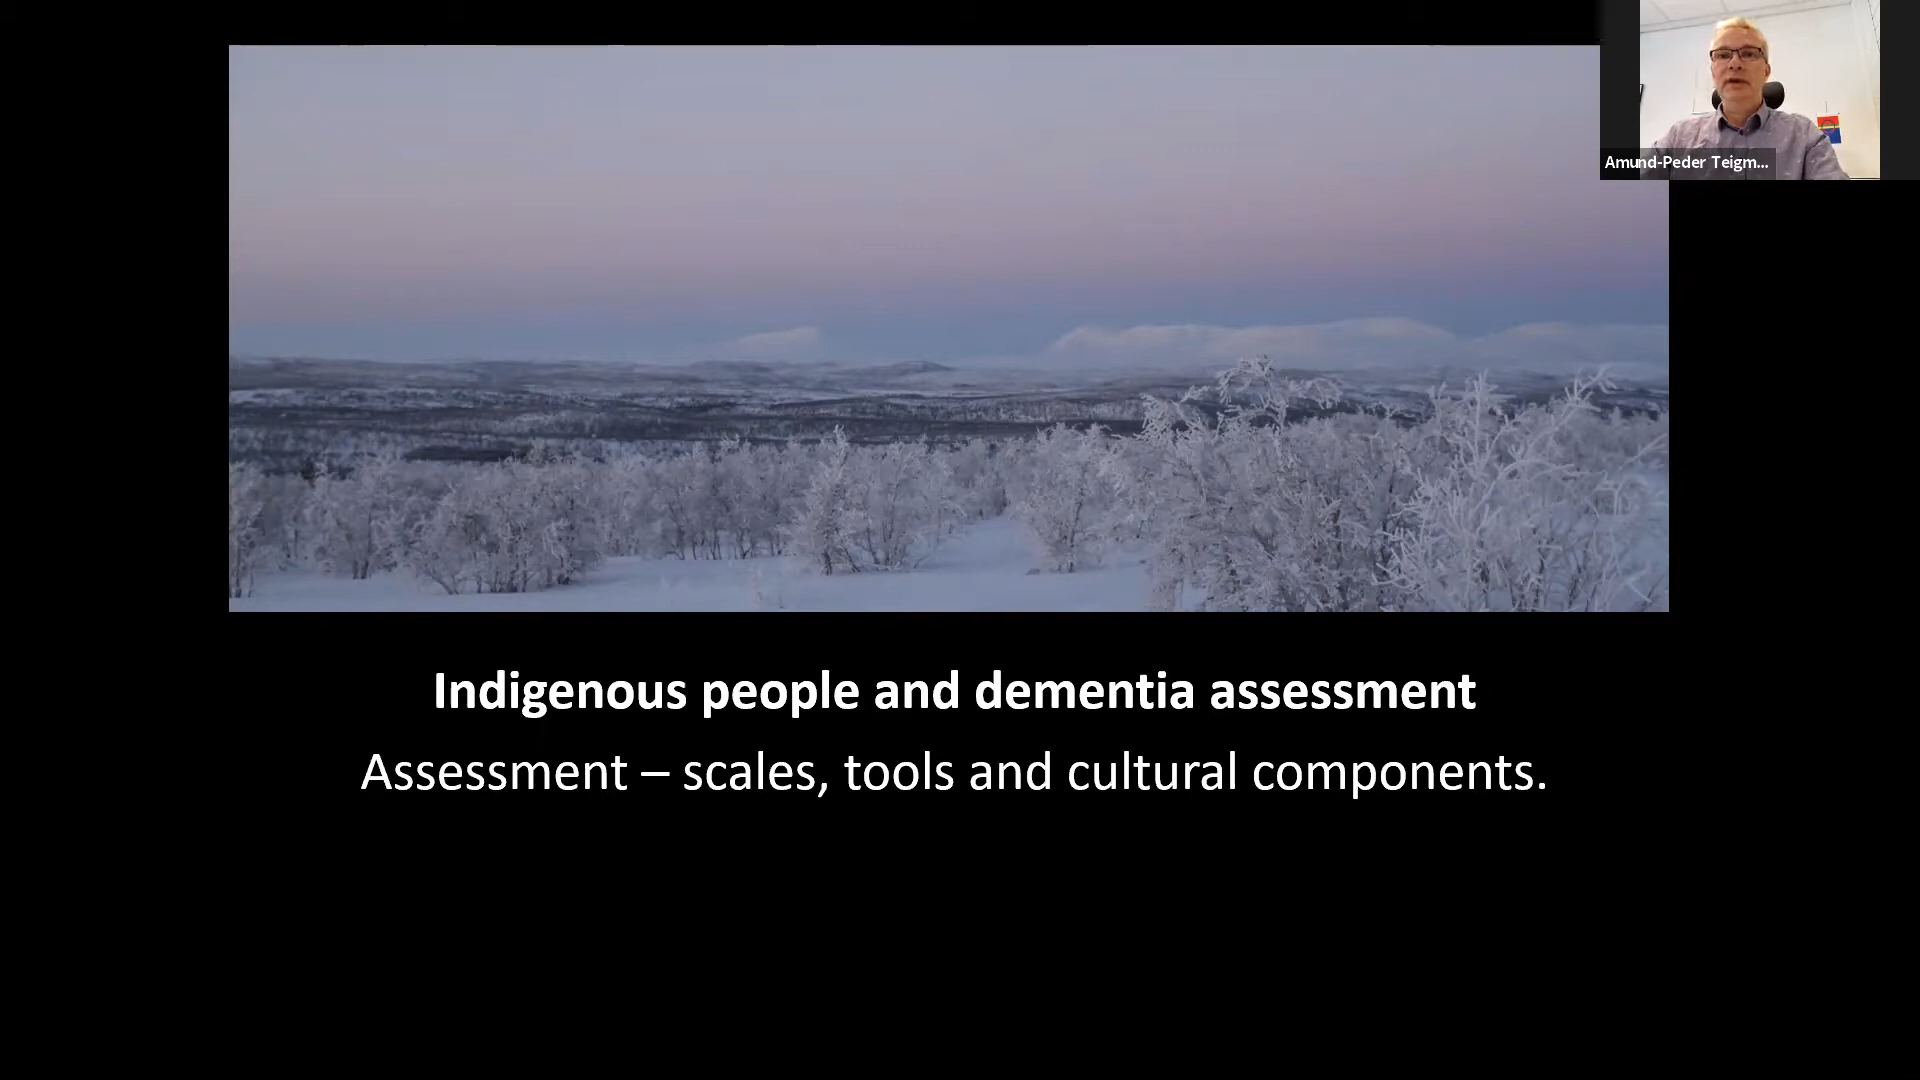 Amund-Peder Teigm...
Indigenous people and dementia assessment
Assessment – scales, tools and cultural components.